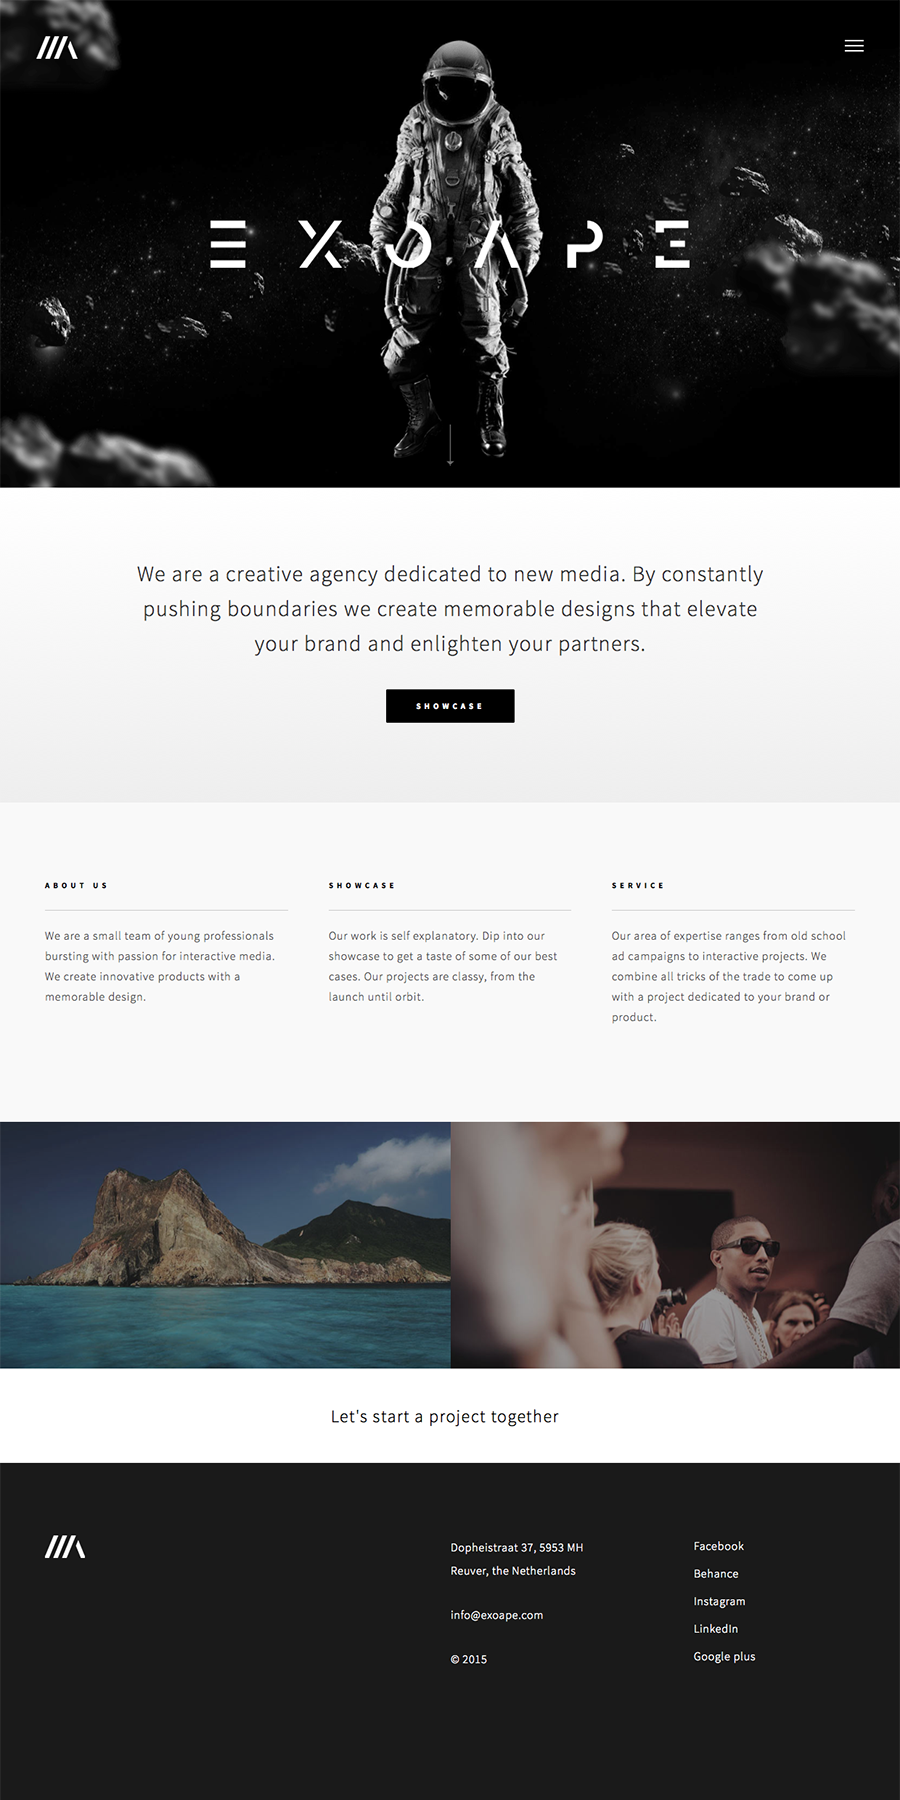 EXOAPE
We are a creative agency dedicated to new media. By constantly
pushing boundaries we create memorable designs that elevate
your brand and enlighten your partners.
SHOWCASE
ABOUT US
We are a small team of young professionals
bursting with passion for interactive media.
We create innovative products with a
memorable design.
SHOWCASE
Our work is self explanatory. Dip into our
showcase to get a taste of some of our best
cases. Our projects are classy, from the
launch until orbit.
SERVICE
Our area of expertise ranges from old school
ad campaigns to interactive projects. We
combine all tricks of the trade to come up
with a project dedicated to your brand or
product.
Let's start a project together
Dopheistraat 37, 5953 MH
Reuver, the Netherlands
info@exoape.com
© 2015
Facebook
Behance
Instagram
LinkedIn
Google plus